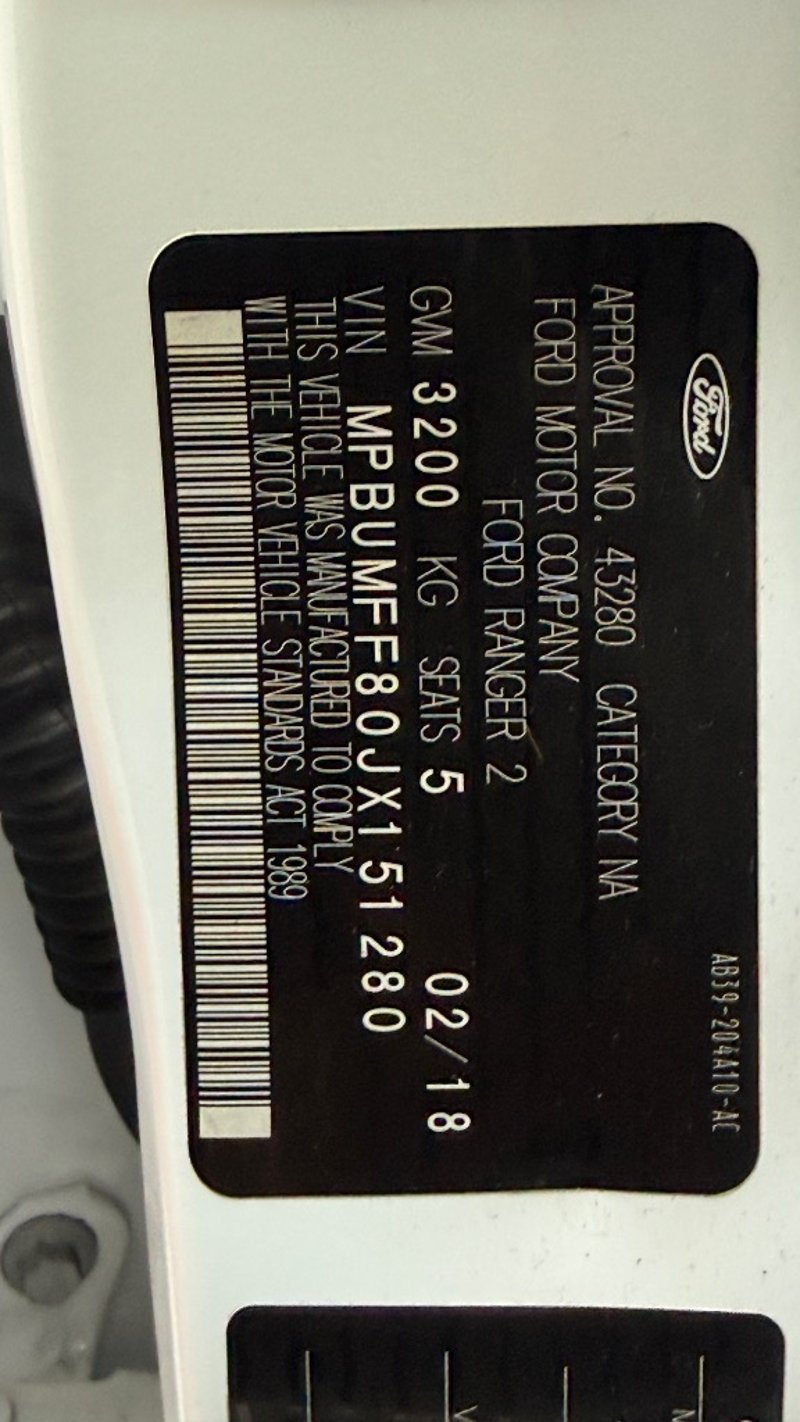 Ford
AB39-204A10-AC
APPROVAL NO. 43280 CATEGORY NA
FORD MOTOR COMPANY
FORD RANGER 2
GVM 3200 KG SEATS 5 02/18
VIN MPBUMFF80JX151280
THIS VEHICLE WAS MANUFACTURED TO COMPLY
WITH THE MOTOR VEHICLE STANDARDS ACT 1989